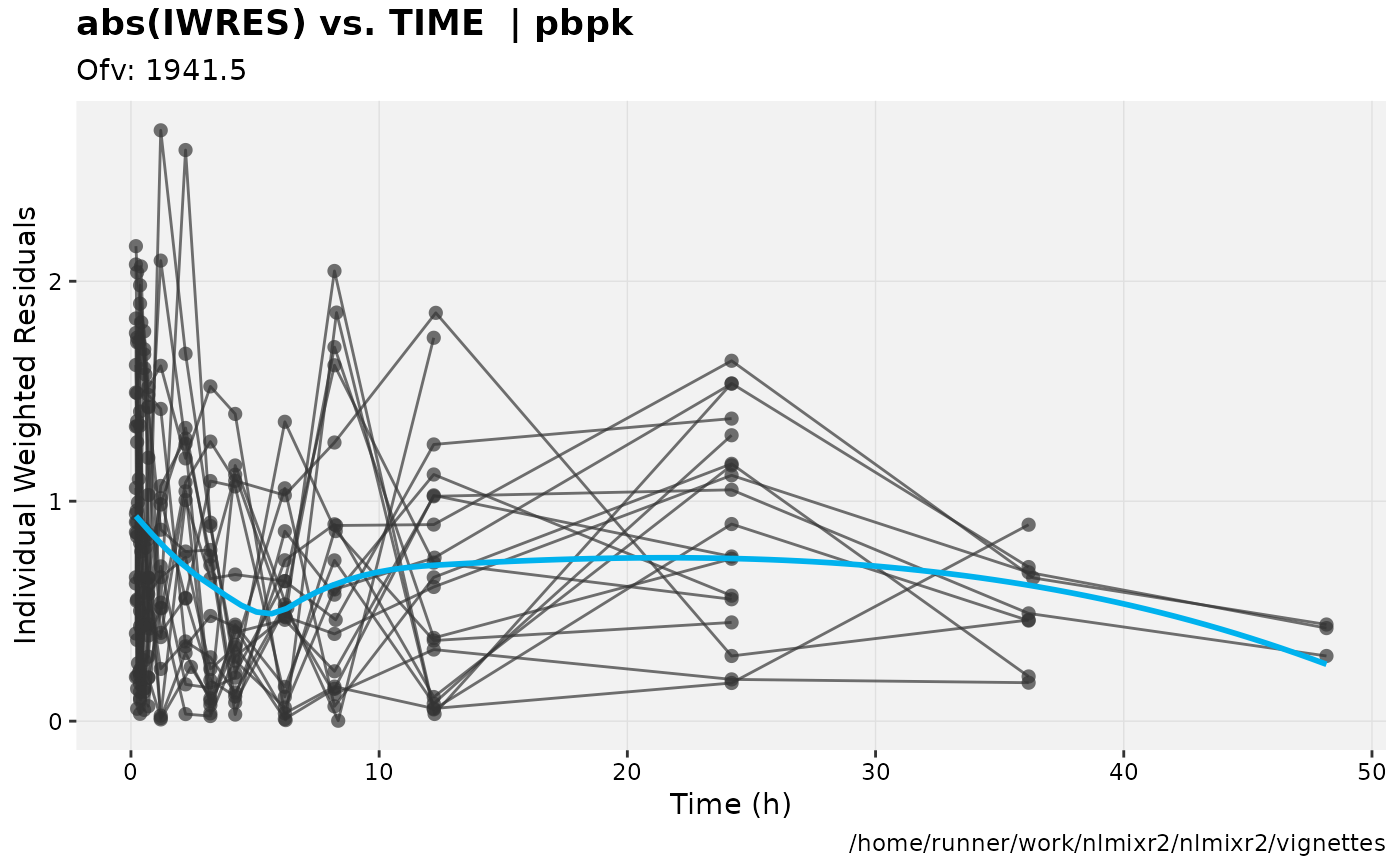 abs(IWRES) vs. TIME  | pbpk
Ofv: 1941.5
Individual Weighted Residuals
2
1
0
0
10
20
30
40
50
Time (h)
/home/runner/work/nlmixr2/nlmixr2/vignettes